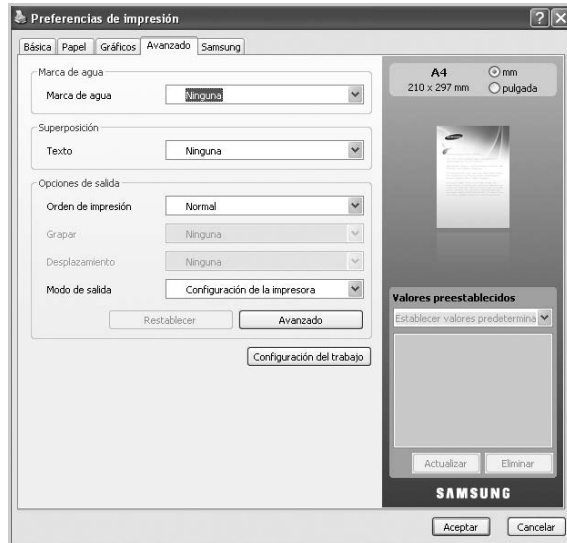 Preferencias de impresión
Básica Papel Gráficos Avanzado Samsung
Marca de agua
Marca de agua Ninguna
Superposición
Texto Ninguna
Opciones de salida
Orden de impresión Normal
Grapar Ninguna
Desplazamiento Ninguna
Modo de salida Configuración de la impresora
Restablecer Avanzado
Configuración del trabajo
A4
210 x 297 mm
mm
pulgada
Valores preestablecidos
Establecer valores predetermina
Actualizar Eliminar
SAMSUNG
Aceptar Cancelar